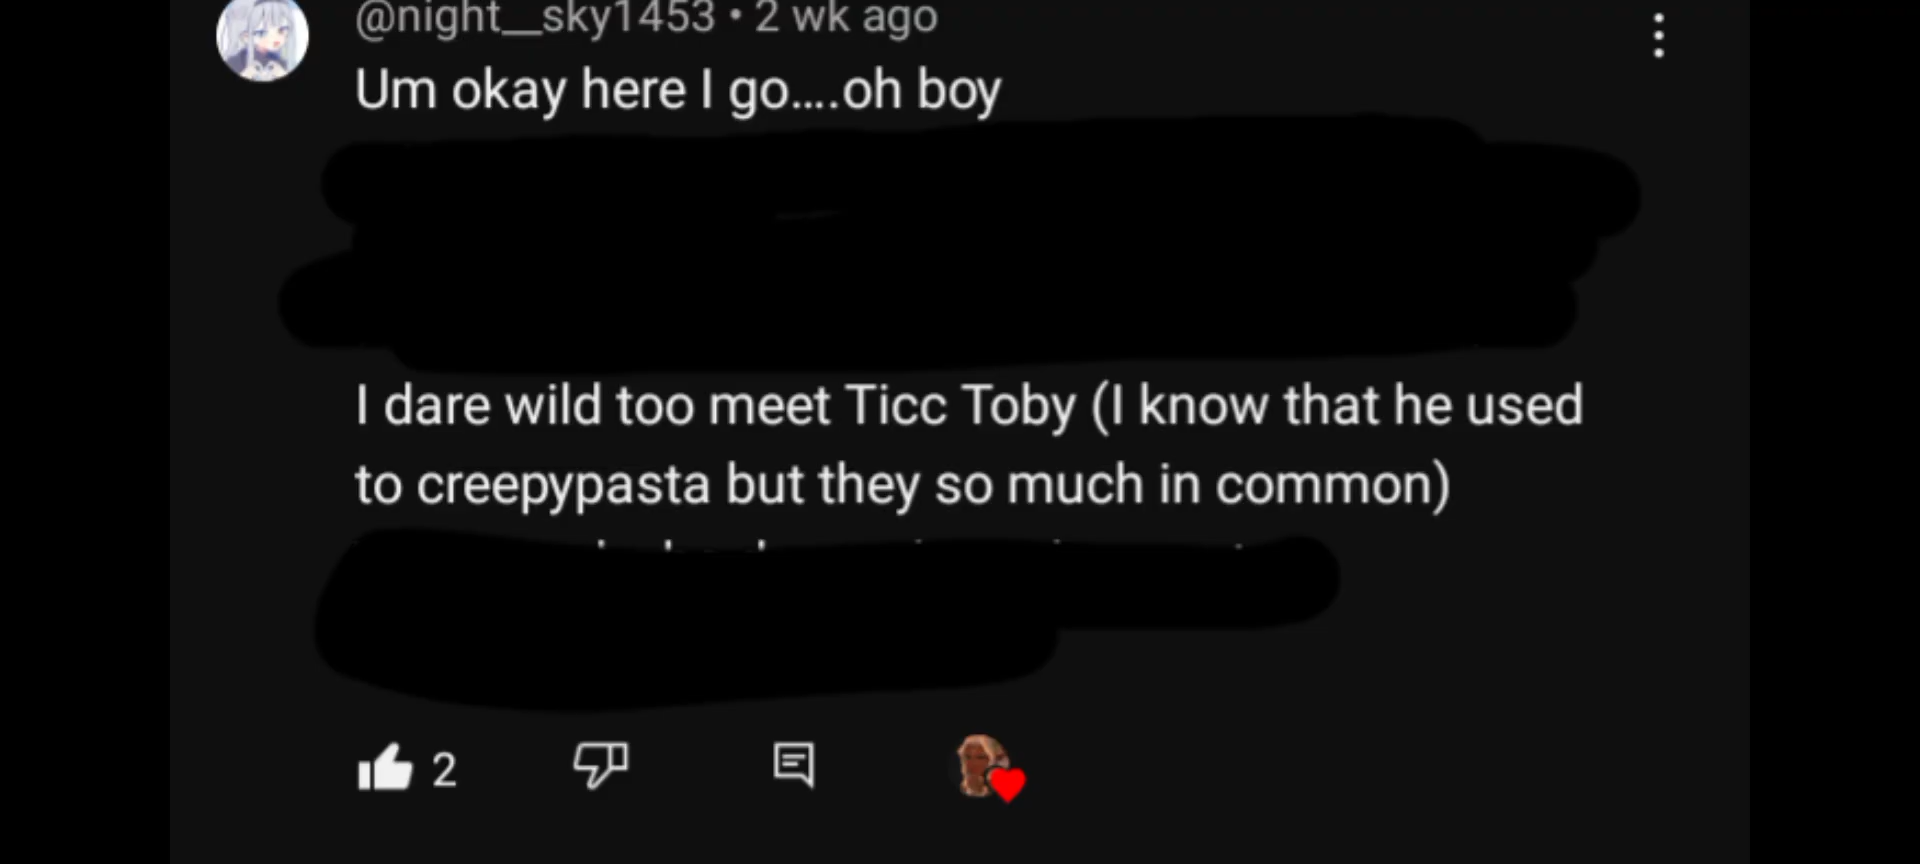 @night__sky1453 • 2 wk ago
Um okay here I go....oh boy
I dare wild too meet Ticc Toby (I know that he used
to creepypasta but they so much in common)
2